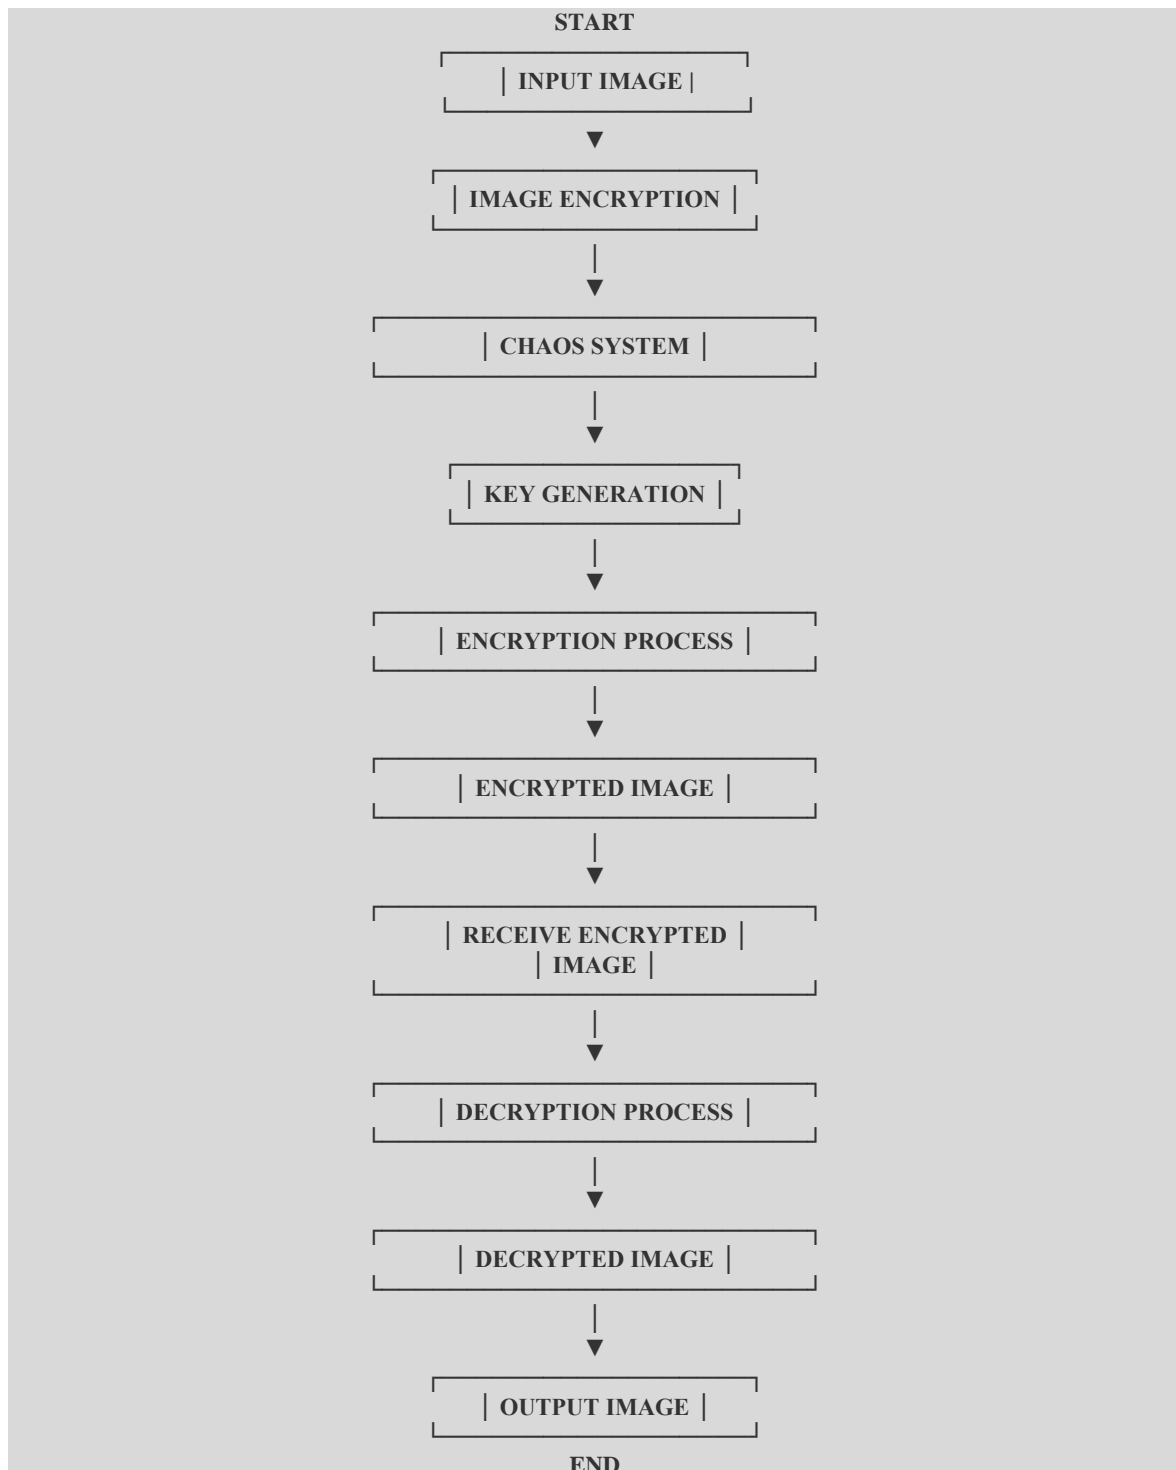 START
┌─────────────────┐
│ INPUT IMAGE |
└─────────────────┘
▼
┌──────────────────┐
│ IMAGE ENCRYPTION │
└──────────────────┘
│
▼
┌─────────────────────────┐
│ CHAOS SYSTEM │
└─────────────────────────┘
│
▼
┌────────────────┐
│ KEY GENERATION │
└────────────────┘
│
▼
┌─────────────────────────┐
│ ENCRYPTION PROCESS │
└─────────────────────────┘
│
▼
┌─────────────────────────┐
│ ENCRYPTED IMAGE │
└─────────────────────────┘
│
▼
┌─────────────────────────┐
│ RECEIVE ENCRYPTED │
│ IMAGE │
└─────────────────────────┘
│
▼
┌─────────────────────────┐
│ DECRYPTION PROCESS │
└─────────────────────────┘
│
▼
┌─────────────────────────┐
│ DECRYPTED IMAGE │
└─────────────────────────┘
│
▼
┌──────────────────┐
│ OUTPUT IMAGE │
└──────────────────┘
END